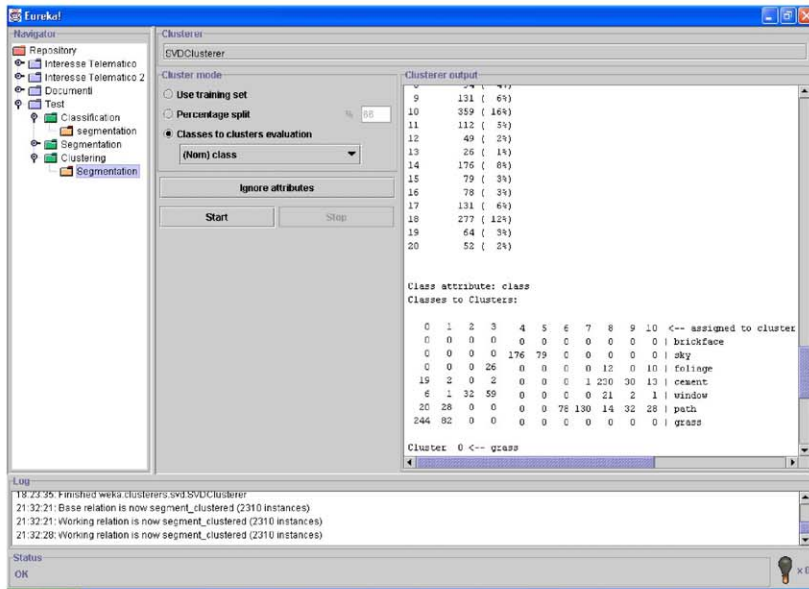 Eureka!
Navigator
Repository
Interesse Telematico
Interesse Telematico 2
Documenti
Test
Classification
segmentation
Segmentation
Clustering
Segmentation
Clusterer
SVDClusterer
Cluster mode
Use training set
Percentage split % 66
Classes to clusters evaluation
(Nom) class
Ignore attributes
Start Stop
Clusterer output
9 131 ( 6%)
10 359 ( 16%)
11 112 ( 5%)
12 49 ( 2%)
13 26 ( 1%)
14 176 ( 8%)
15 79 ( 3%)
16 78 ( 3%)
17 131 ( 6%)
18 277 ( 12%)
19 64 ( 3%)
20 52 ( 2%)
Class attribute: class
Classes to Clusters:
0 1 2 3 4 5 6 7 8 9 10 <-- assigned to cluster
0 0 0 0 0 0 0 0 0 0 0 | brickface
0 0 0 0 176 79 0 0 0 0 0 | sky
0 0 0 26 0 0 0 0 12 0 10 | foliage
19 2 0 2 0 0 0 1 230 30 13 | cement
6 1 32 59 0 0 0 0 21 2 1 | window
20 28 0 0 0 0 78 130 14 32 28 | path
244 82 0 0 0 0 0 0 0 0 0 | grass
Cluster 0 <-- grass
Log
18:23:35: Finished weka.clusterers.svd.SVDClusterer
21:32:21: Base relation is now segment_clustered (2310 instances)
21:32:21: Working relation is now segment_clustered (2310 instances)
21:32:28: Working relation is now segment_clustered (2310 instances)
Status
OK